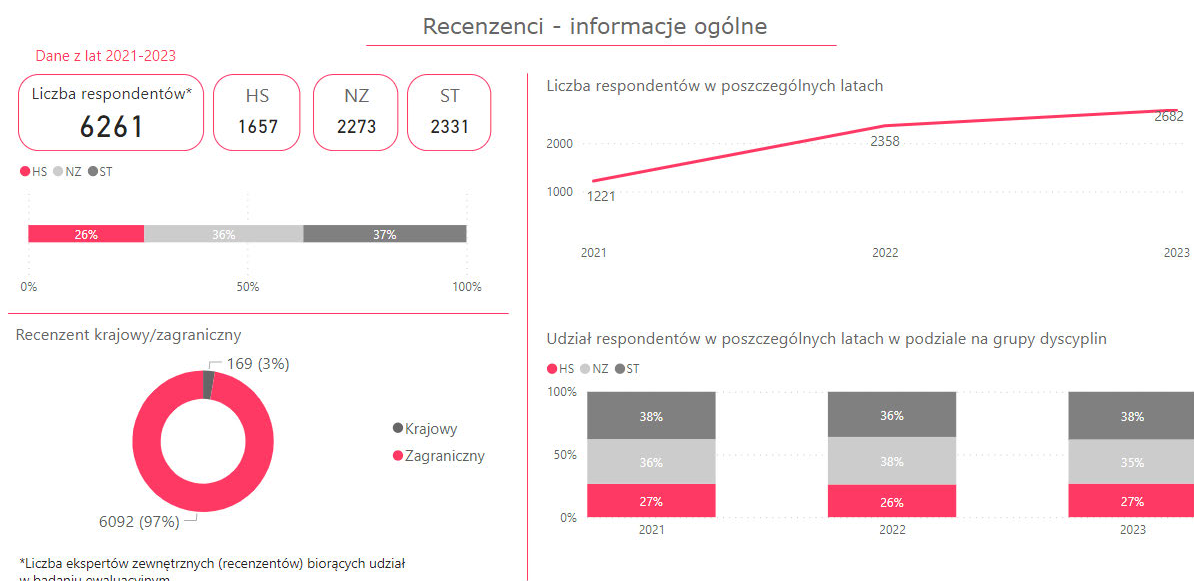 Recenzenci - informacje ogólne
Dane z lat 2021-2023
Liczba respondentów*
6261
HS
1657
NZ
2273
ST
2331
HS NZ ST
26% 36% 37%
0% 50% 100%
Recenzent krajowy/zagraniczny
169 (3%)
Krajowy
Zagraniczny
6092 (97%)
*Liczba ekspertów zewnętrznych (recenzentów) biorących udział
w badaniu ewaluacyjnym
Liczba respondentów w poszczególnych latach
2000
1000
1221
2358
2682
2021 2022 2023
Udział respondentów w poszczególnych latach w podziale na grupy dyscyplin
HS NZ ST
100%
50%
0%
38% 36% 38%
36% 38% 35%
27% 26% 27%
2021 2022 2023